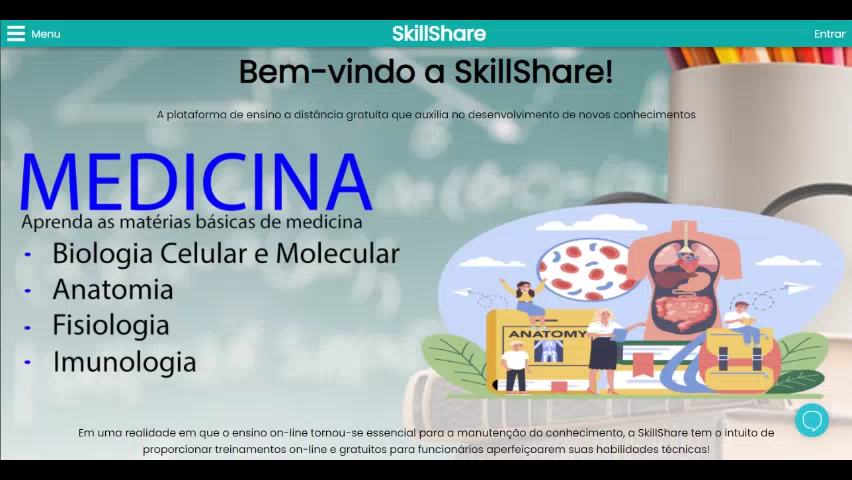 Menu
SkillShare
Entrar
Bem-vindo a SkillShare!
A plataforma de ensino a distância gratuita que auxilia no desenvolvimento de novos conhecimentos
MEDICINA
Aprenda as matérias básicas de medicina
- Biologia Celular e Molecular
- Anatomia
- Fisiologia
- Imunologia
ANATOMY
Em uma realidade em que o ensino on-line tornou-se essencial para a manutenção do conhecimento, a SkillShare tem o intuito de
proporcionar treinamentos on-line e gratuitos para funcionários aperfeiçoarem suas habilidades técnicas!